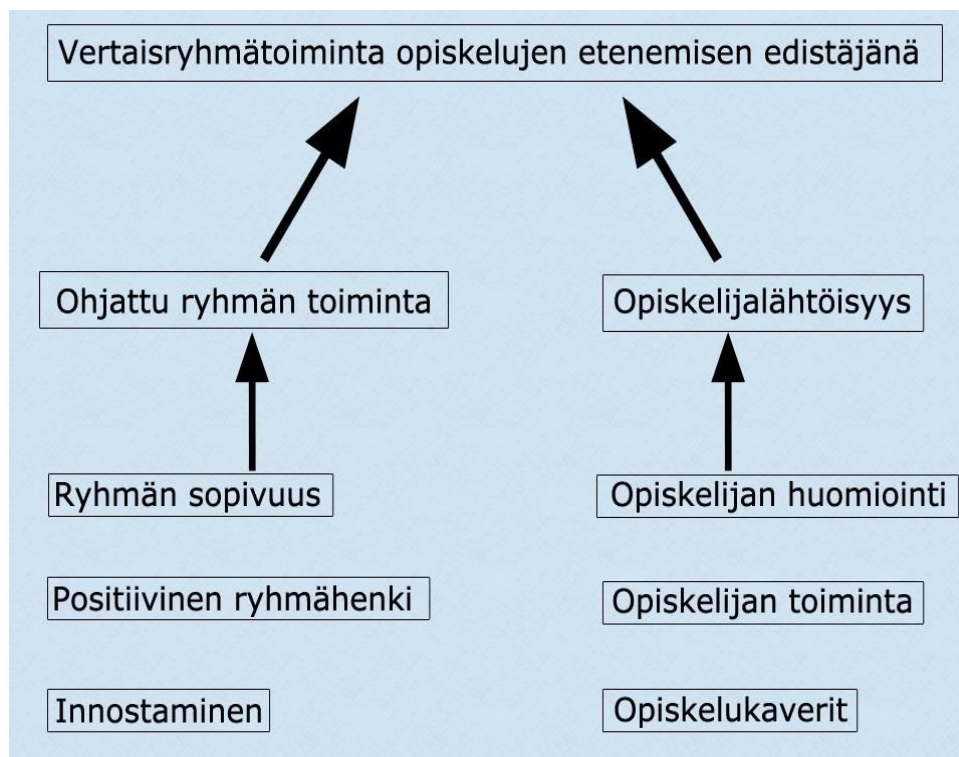 Vertaisryhmätoiminta opiskelujen etenemisen edistäjänä
Ohjattu ryhmän toiminta
Opiskelijalähtöisyys
Ryhmän sopivuus
Opiskelijan huomiointi
Positiivinen ryhmähenki
Opiskelijan toiminta
Innostaminen
Opiskelukaverit